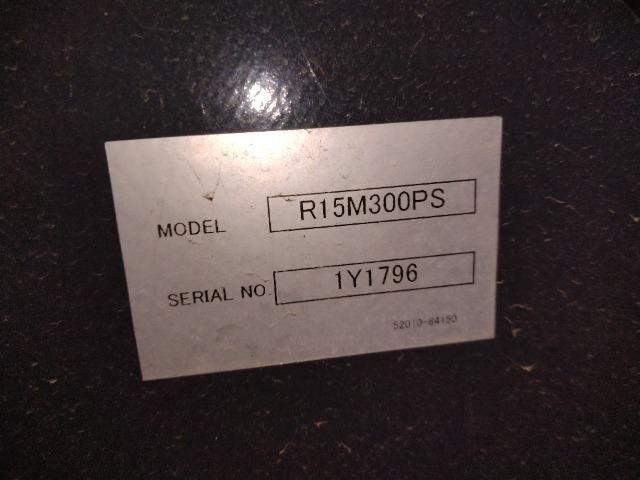 MODEL R15M300PS
SERIAL NO. 1Y1796
52010-64150